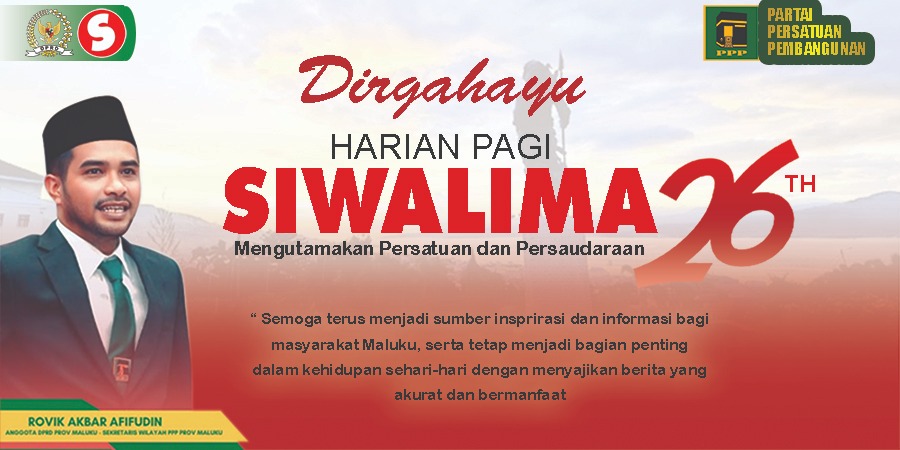 DPRD
S
PPP
PARTAI
PERSATUAN
PEMBANGUNAN
Dirgahayu
HARIAN PAGI
SIWALIMA 26 TH
Mengutamakan Persatuan dan Persaudaraan
“ Semoga terus menjadi sumber insprirasi dan informasi bagi
masyarakat Maluku, serta tetap menjadi bagian penting
dalam kehidupan sehari-hari dengan menyajikan berita yang
akurat dan bermanfaat
ROVIK AKBAR AFIFUDIN
ANGGOTA DPRD PROV MALUKU - SEKRETARIS WILAYAH PPP PROV MALUKU